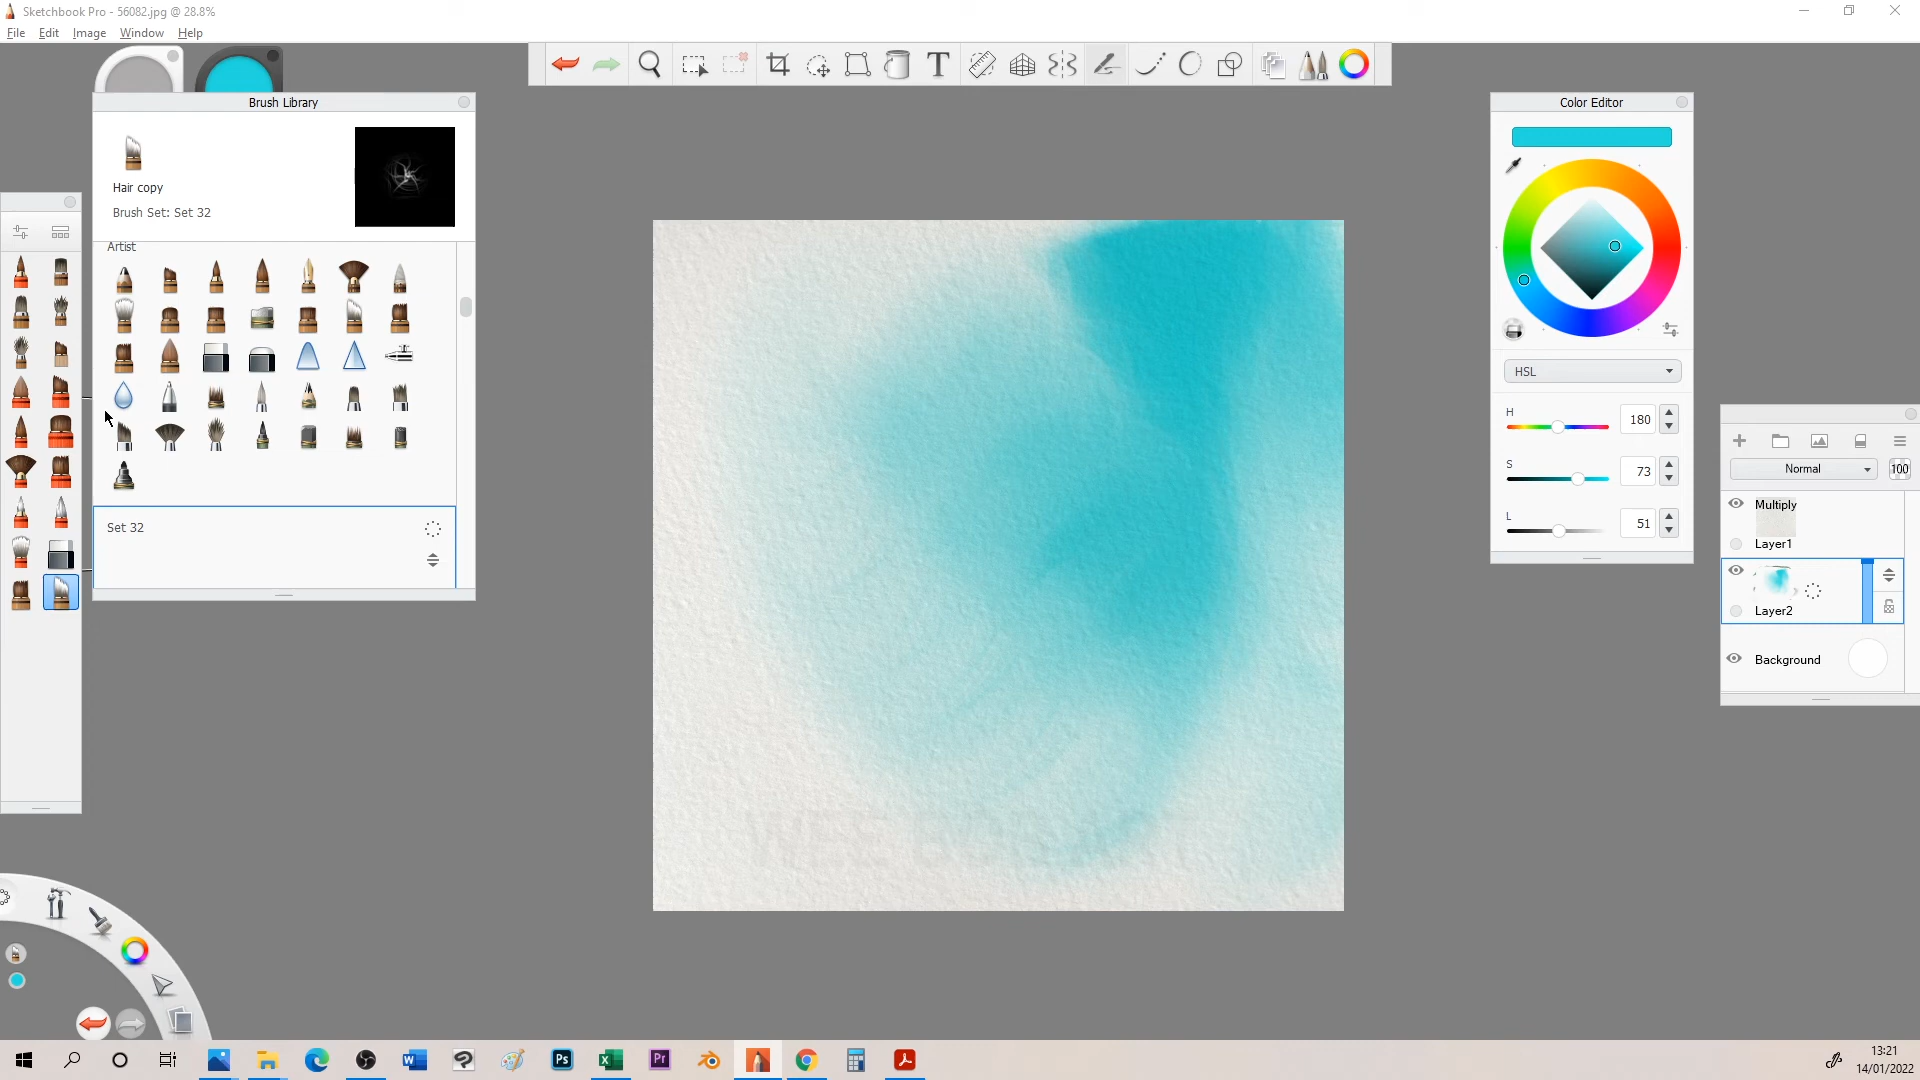 Sketchbook Pro - 56082.jpg @ 28.8%
File Edit Image Window Help
T
Brush Library
Hair copy
Brush Set: Set 32
Artist
Set 32
Color Editor
HSL
H 180
S 73
L 51
Normal 100
Multiply
Layer1
Layer2
Background
W Ps X Pr
13:21
14/01/2022